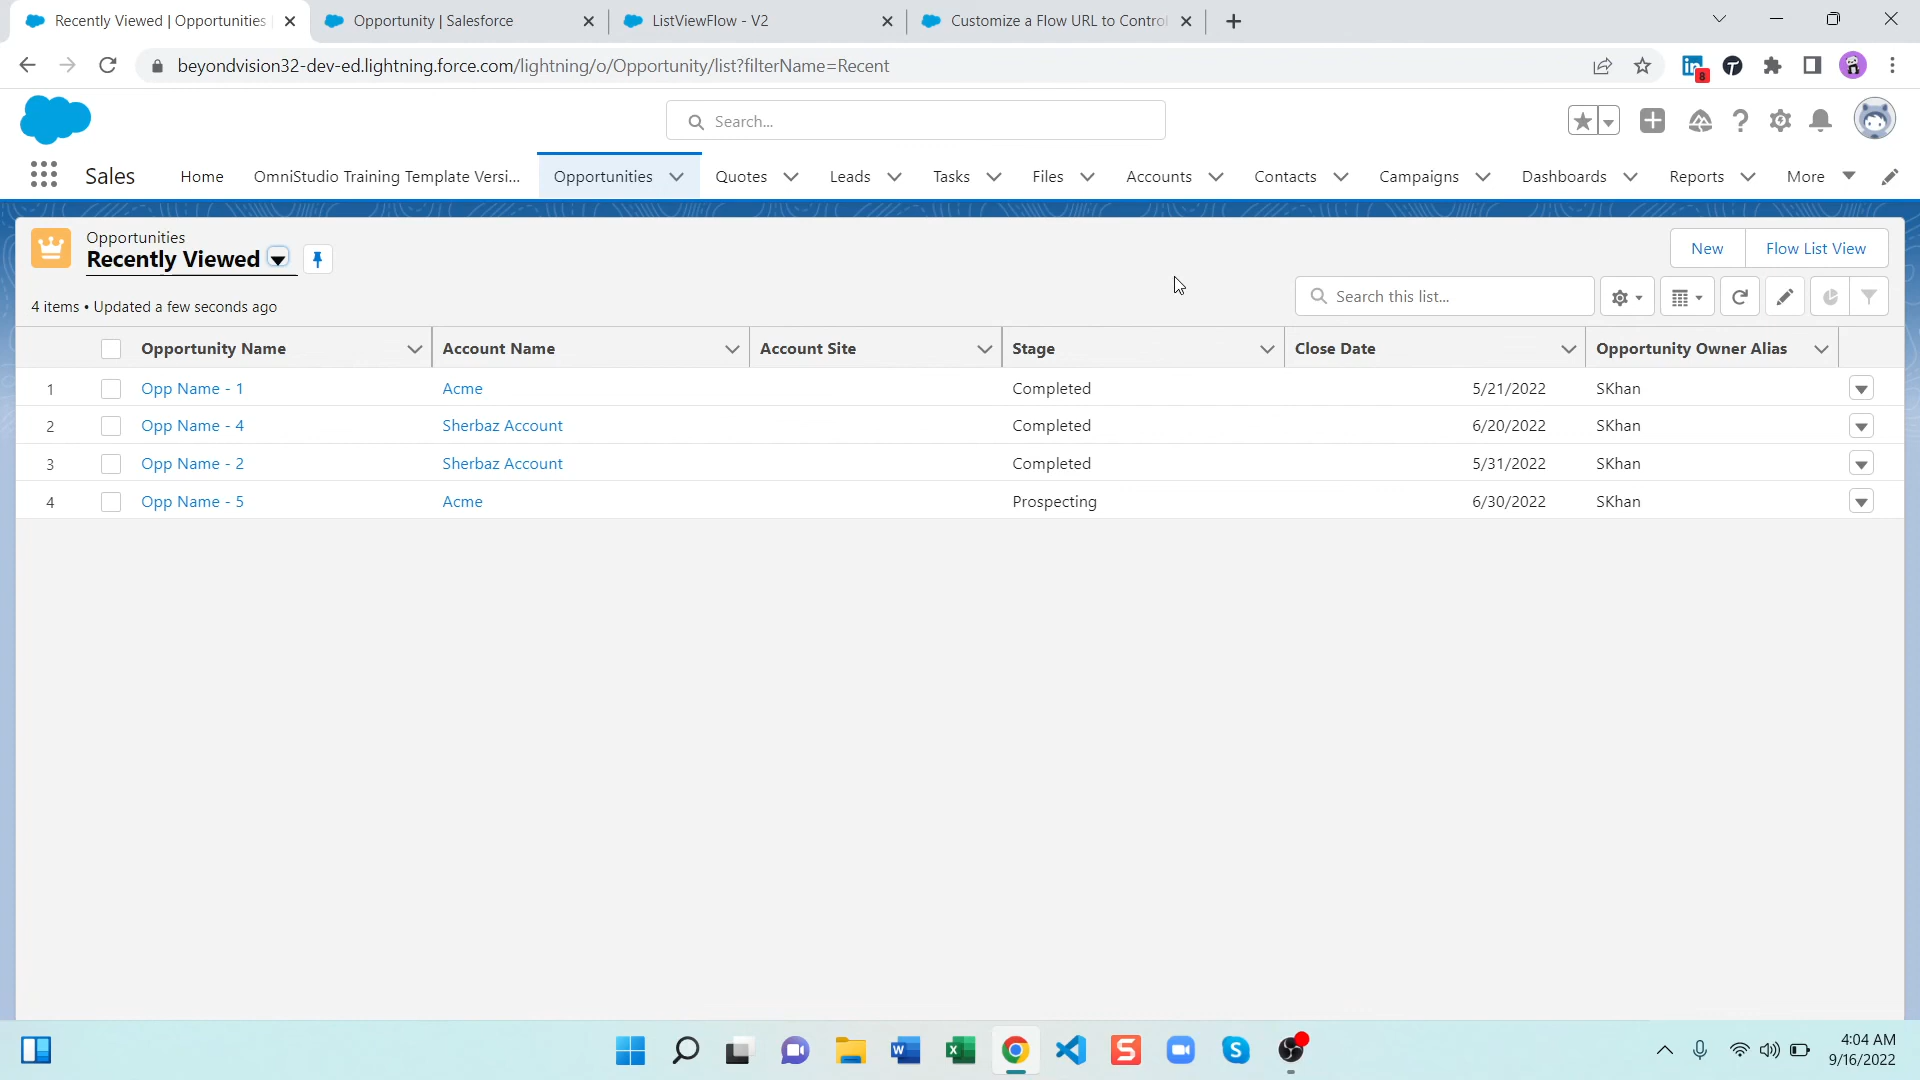 Recently Viewed | Opportunities
Opportunity | Salesforce
ListViewFlow - V2
Customize a Flow URL to Control
beyondvision32-dev-ed.lightning.force.com/lightning/o/Opportunity/list?filterName=Recent
8
Search...
Sales
Home
OmniStudio Training Template Versi...
Opportunities
Quotes
Leads
Tasks
Files
Accounts
Contacts
Campaigns
Dashboards
Reports
More
Opportunities
Recently Viewed
New
Flow List View
4 items • Updated a few seconds ago
Search this list...
Opportunity Name Account Name Account Site Stage Close Date Opportunity Owner Alias
1 Opp Name - 1 Acme Completed 5/21/2022 SKhan
2 Opp Name - 4 Sherbaz Account Completed 6/20/2022 SKhan
3 Opp Name - 2 Sherbaz Account Completed 5/31/2022 SKhan
4 Opp Name - 5 Acme Prospecting 6/30/2022 SKhan
4:04 AM
9/16/2022